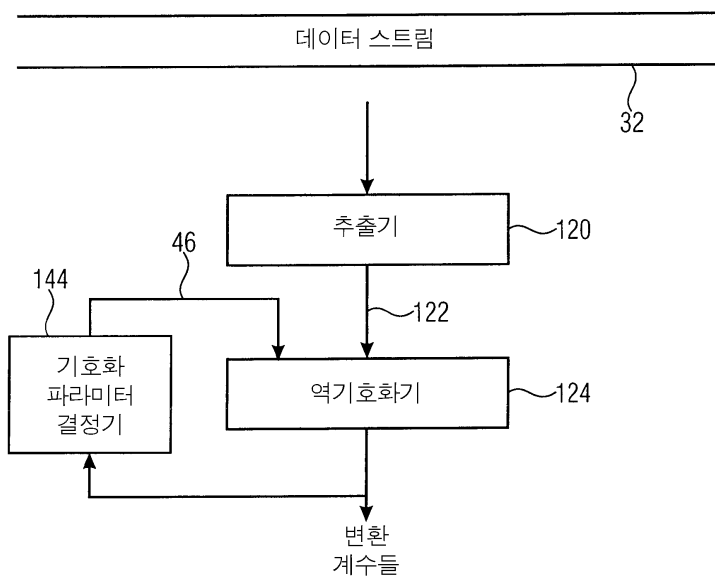 데이터 스트림
32
추출기
120
46
144
122
기호화
파라미터
결정기
역기호화기
124
변환
계수들